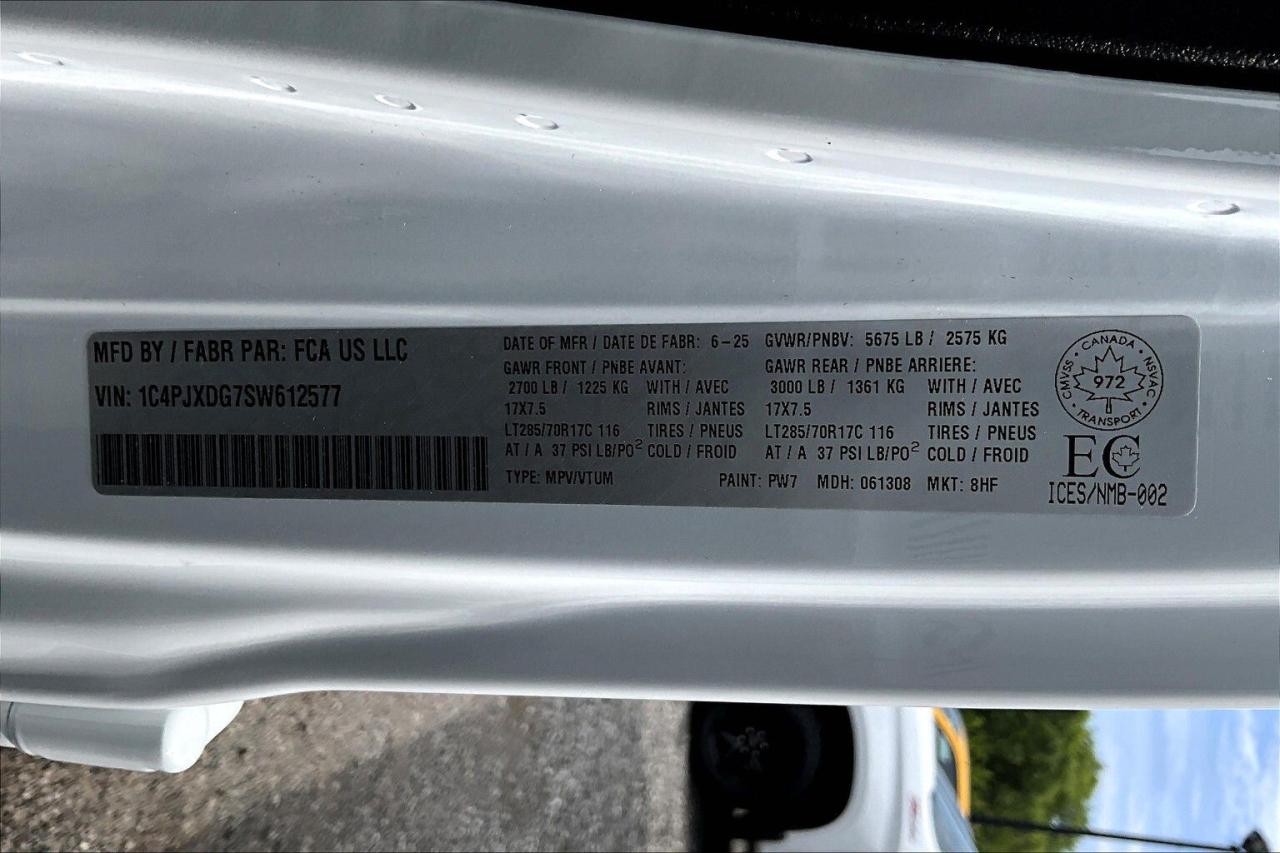 MFD BY / FABR PAR: FCA US LLC
VIN: 1C4PJXDG7SW612577
DATE OF MFR / DATE DE FABR: 6-25
GAWR FRONT / PNBE AVANT:
2700 LB / 1225 KG WITH / AVEC
17X7.5 RIMS / JANTES
LT285/70R17C 116 TIRES / PNEUS
AT / A 37 PSI LB/PO² COLD / FROID
TYPE: MPV/VTUM
GVWR/PNBV: 5675 LB / 2575 KG
GAWR REAR / PNBE ARRIERE:
3000 LB / 1361 KG WITH / AVEC
17X7.5 RIMS / JANTES
LT285/70R17C 116 TIRES / PNEUS
AT / A 37 PSI LB/PO² COLD / FROID
PAINT: PW7 MDH: 061308 MKT: 8HF
CANADA
CMVSS 972 NSVAC
TRANSPORT
EC
ICES/NMB-002